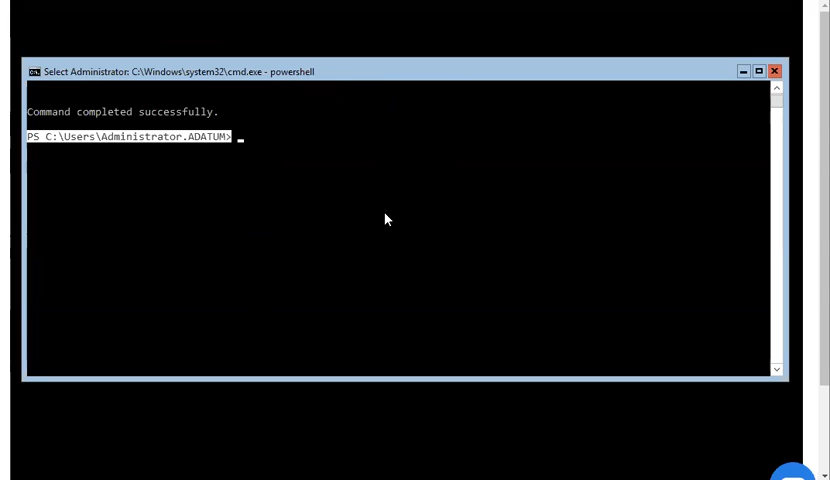 Select Administrator: C:\Windows\system32\cmd.exe - powershell
Command completed successfully.
PS C:\Users\Administrator.ADATUM>